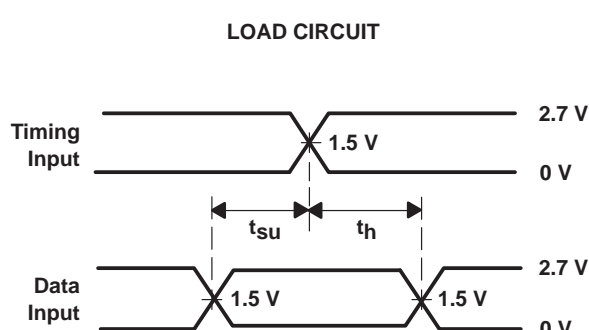 LOAD CIRCUIT
Timing
Input
2.7 V
1.5 V
0 V
tsu
th
Data
Input
2.7 V
1.5 V
1.5 V
0 V